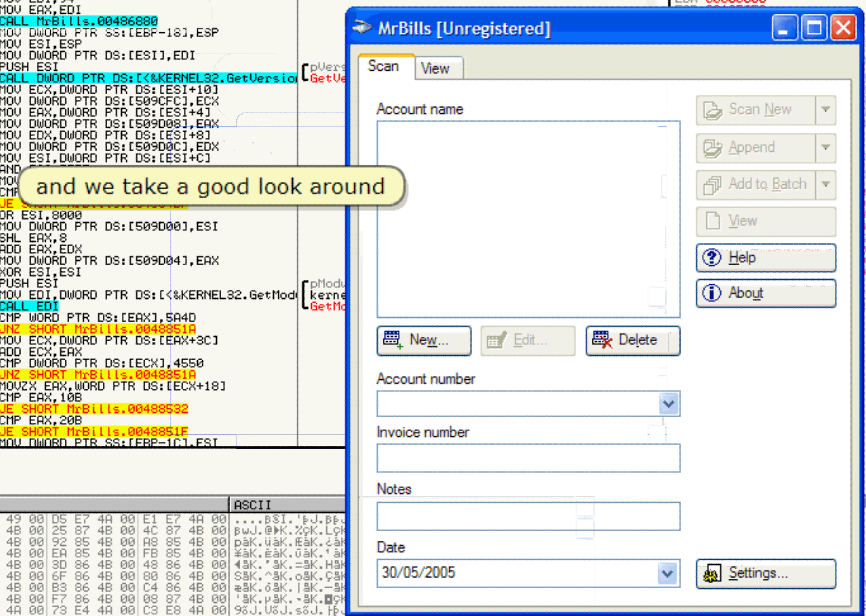 MOV EAX,EDI
CALL MrBills.00486880
MOV DWORD PTR SS:[EBP-18],ESP
MOV ESI,ESP
MOV DWORD PTR DS:[ESI],EDI
PUSH ESI
CALL DWORD PTR DS:[<&KERNEL32.GetVersion
MOV ECX,DWORD PTR DS:[ESI+10]
MOV DWORD PTR DS:[509CFC],ECX
MOV EAX,DWORD PTR DS:[ESI+4]
MOV DWORD PTR DS:[509D08],EAX
MOV EDX,DWORD PTR DS:[ESI+8]
MOV DWORD PTR DS:[509D0C],EDX
MOV ESI,DWORD PTR DS:[ESI+C]
AND
MOV
CMP
and we take a good look around
OR ESI,8000
MOV DWORD PTR DS:[509D00],ESI
SHL EAX,8
ADD EAX,EDX
MOV DWORD PTR DS:[509D04],EAX
XOR ESI,ESI
PUSH ESI
MOV EDI,DWORD PTR DS:[<&KERNEL32.GetModu
CALL EDI
CMP WORD PTR DS:[EAX],5A4D
JNZ SHORT MrBills.0048851A
MOV ECX,DWORD PTR DS:[EAX+3C]
ADD ECX,EAX
CMP DWORD PTR DS:[ECX],4550
JNZ SHORT MrBills.0048851A
MOVZX EAX,WORD PTR DS:[ECX+18]
CMP EAX,10B
JE SHORT MrBills.00488532
CMP EAX,20B
JE SHORT MrBills.0048851F
MOV DWORD PTR SS:[EBP-1C],ESI
pVers
GetVe
pModu
kerne
GetMo
ASCII
49 00 D5 E7 4A 00 E1 E7 4A 00
4B 00 25 87 4B 00 4C 87 4B 00
4B 00 92 85 4B 00 A8 85 4B 00
4B 00 EA 85 4B 00 FB 85 4B 00
4B 00 3D 86 4B 00 48 86 4B 00
4B 00 6F 86 4B 00 80 86 4B 00
4B 00 B3 86 4B 00 C4 86 4B 00
4B 00 F7 86 4B 00 08 87 4B 00
4A 00 73 E4 4A 00 C3 E8 4A 00
MrBills [Unregistered]
Scan
View
Account name
Scan New
Append
Add to Batch
View
Help
About
New...
Edit...
Delete
Account number
Invoice number
Notes
Date
30/05/2005
Settings...